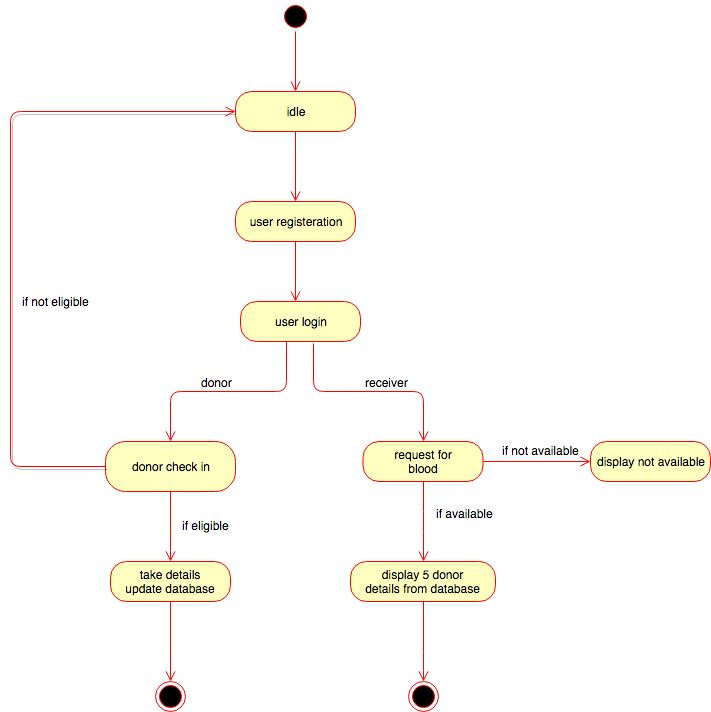 idle
user registeration
if not eligible
user login
donor
receiver
donor check in
request for
blood
if not available
display not available
if eligible
if available
take details
update database
display 5 donor
details from database